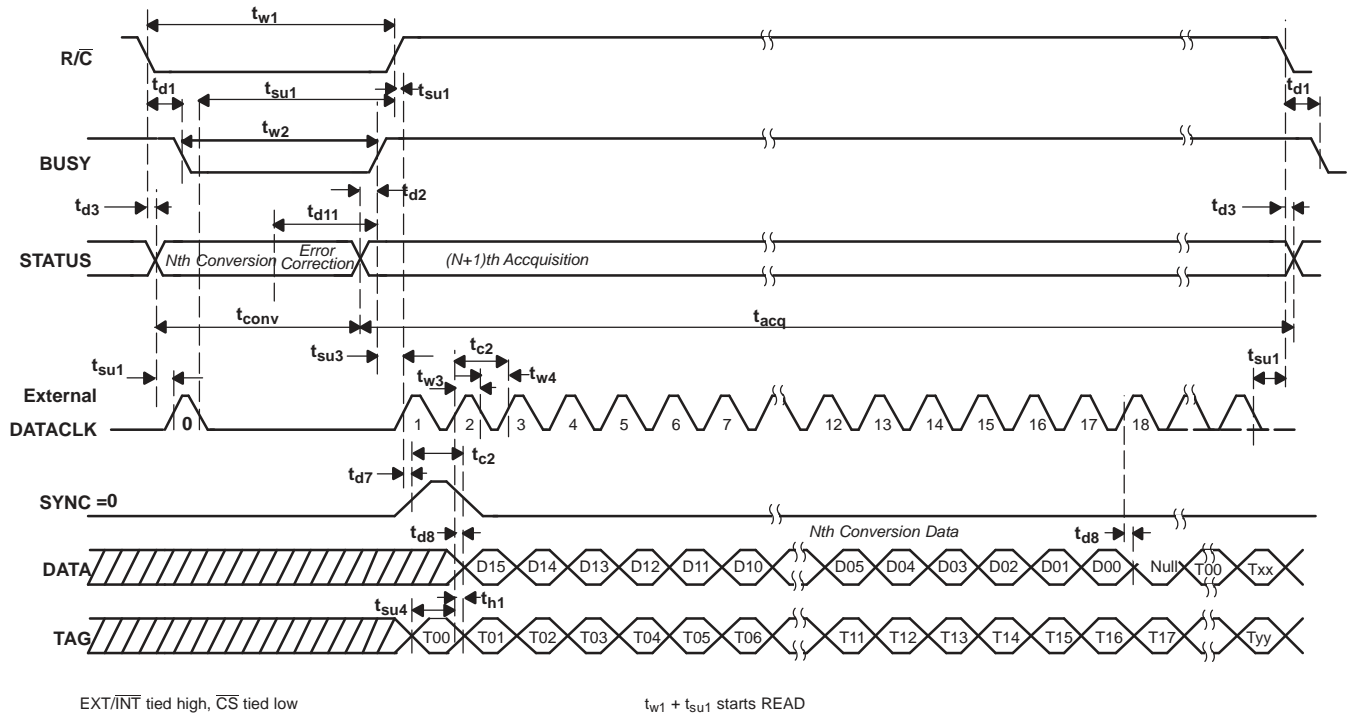 tw1
R/C
td1
tsu1
tsu1
td1
tw2
BUSY
td2
td3
td11
td3
STATUS
Nth Conversion
Error
Correction
(N+1)th Accquisition
tconv
tacq
tsu3
tc2
tsu1
tsu1
tw3
tw4
External
DATACLK
0 1 2 3 4 5 6 7 12 13 14 15 16 17 18
tc2
td7
SYNC =0
Nth Conversion Data
td8
td8
DATA
D15 D14 D13 D12 D11 D10 D05 D04 D03 D02 D01 D00 Null T00 Txx
tsu4
th1
TAG
T00 T01 T02 T03 T04 T05 T06 T11 T12 T13 T14 T15 T16 T17 Tyy
EXT/INT tied high, CS tied low
tw1 + tsu1 starts READ